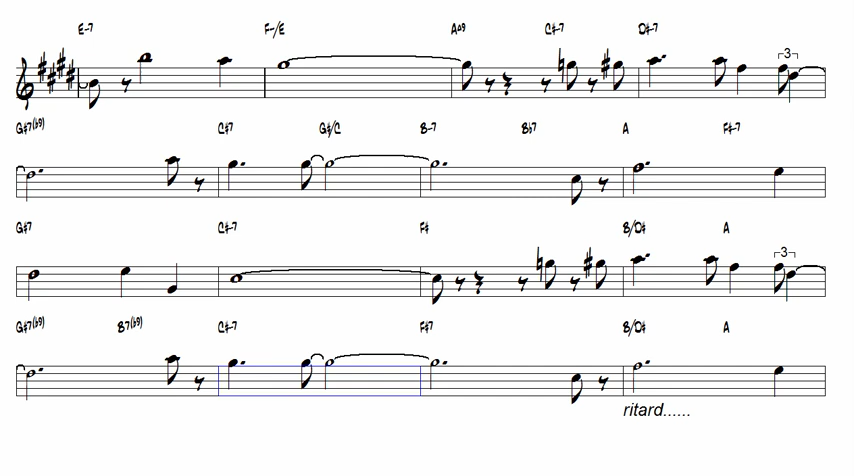 E-7 F-/E A△9 C#-7 D#-7
3
G#7(b9) C#7 G#/C B-7 Bb7 A F#-7
G#7 C#-7 F# B/D# A
3
G#7(b9) B7(b9) C#-7 F#7 B/D# A
ritard......